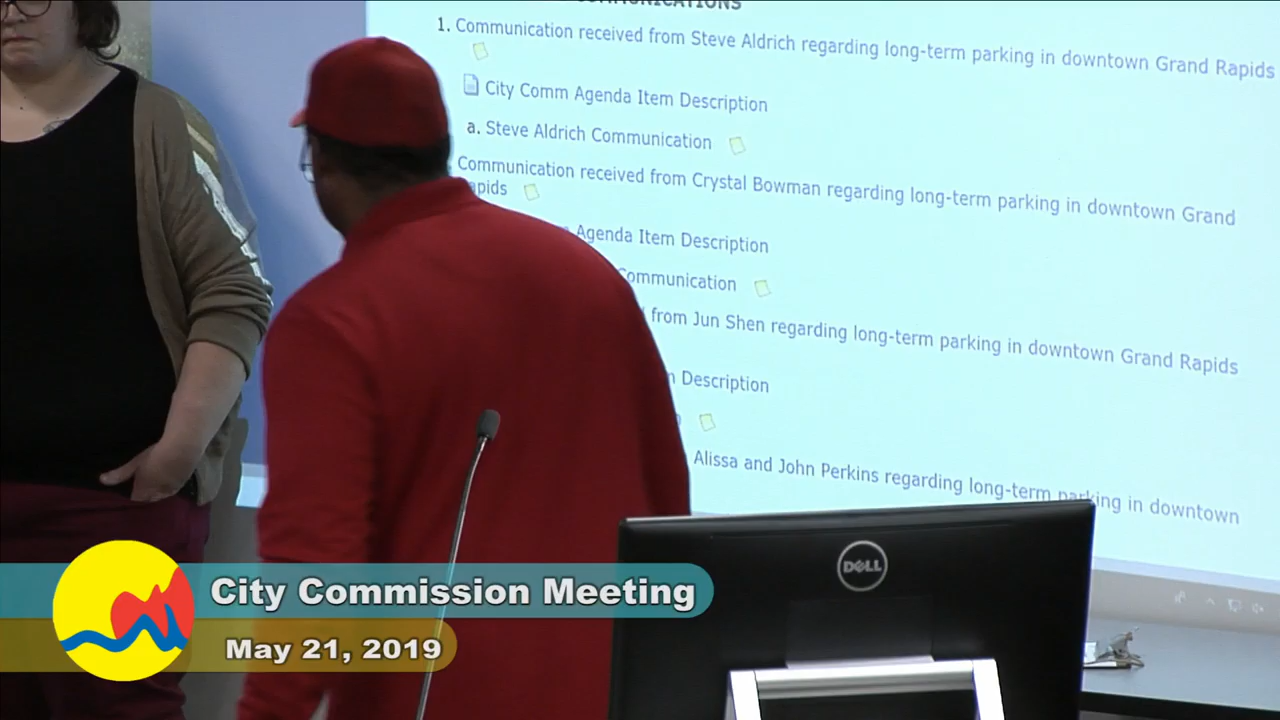 COMMUNICATIONS
1. Communication received from Steve Aldrich regarding long-term parking in downtown Grand Rapids
City Comm Agenda Item Description
a. Steve Aldrich Communication
Communication received from Crystal Bowman regarding long-term parking in downtown Grand
apids
Agenda Item Description
Communication
from Jun Shen regarding long-term parking in downtown Grand Rapids
Description
Alissa and John Perkins regarding long-term parking in downtown
DELL
City Commission Meeting
May 21, 2019